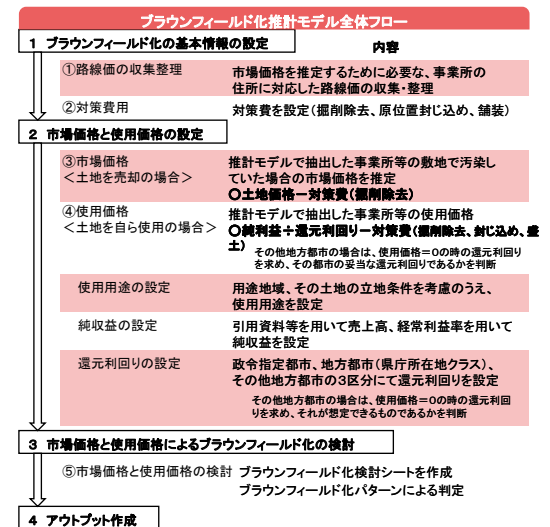 ブラウンフィールド化推計モデル全体フロー
1 ブラウンフィールド化の基本情報の設定
内容
①路線価の収集整理
市場価格を推定するために必要な、事業所の
住所に対応した路線価の収集・整理
②対策費用
対策費を設定(掘削除去、原位置封じ込め、舗装)
2 市場価格と使用価格の設定
③市場価格
<土地を売却の場合>
推計モデルで抽出した事業所等の敷地で汚染し
ていた場合の市場価格を推定
○土地価格-対策費(掘削除去)
④使用価格
<土地を自ら使用の場合>
推計モデルで抽出した事業所等の使用価格
○純利益÷還元利回り-対策費(掘削除去、封じ込め、盛
土)
その他地方都市の場合は、使用価格=0の時の還元利回り
を求め、その都市の妥当な還元利回りであるかを判断
使用用途の設定
用途地域、その土地の立地条件を考慮のうえ、
使用用途を設定
純収益の設定
引用資料等を用いて売上高、経常利益率を用いて
純収益を設定
還元利回りの設定
政令指定都市、地方都市(県庁所在地クラス)、
その他地方都市の3区分にて還元利回りを設定
その他地方都市の場合は、使用価格=0の時の還元利回
りを求め、それが想定できるものであるかを判断
3 市場価格と使用価格によるブラウンフィールド化の検討
⑤市場価格と使用価格の検討
ブラウンフィールド化検討シートを作成
ブラウンフィールド化パターンによる判定
4 アウトプット作成